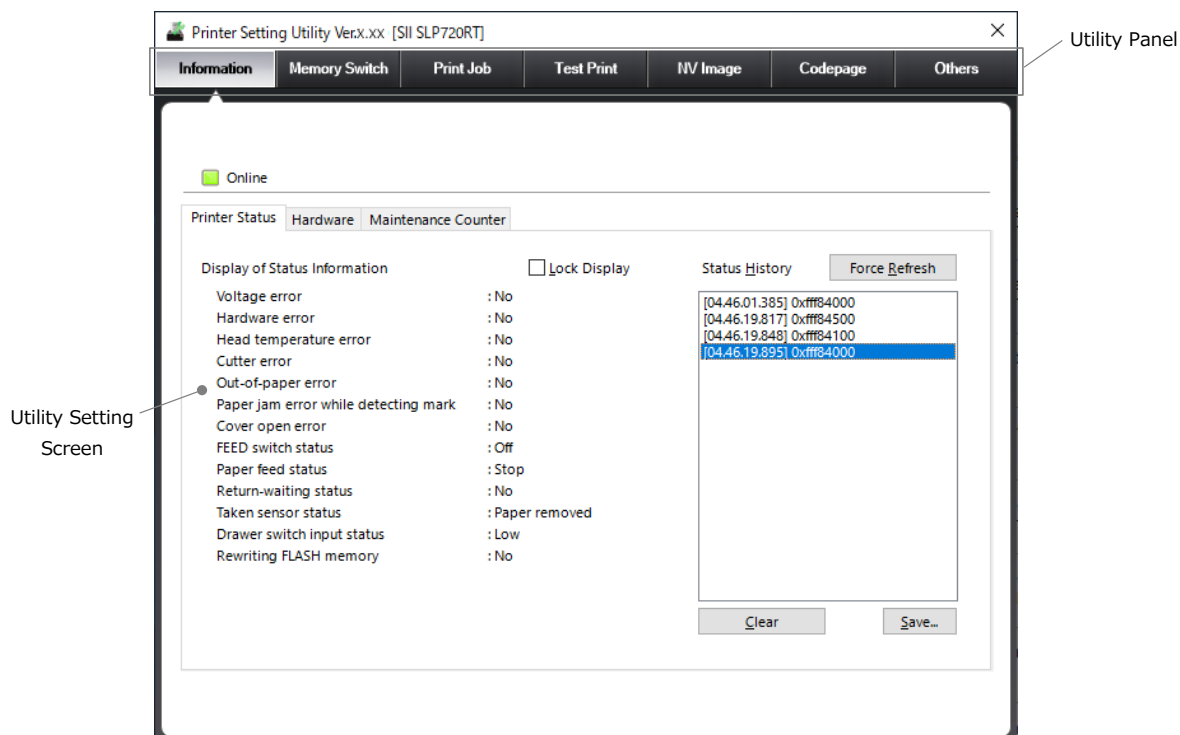 Printer Setting Utility Ver.x.xx [SII SLP720RT]
Utility Panel
Information Memory Switch Print Job Test Print NV Image Codepage Others
Online
Printer Status Hardware Maintenance Counter
Display of Status Information Lock Display Status History Force Refresh
Voltage error : No
Hardware error : No
Head temperature error : No
Cutter error : No
Out-of-paper error : No
Paper jam error while detecting mark : No
Cover open error : No
FEED switch status : Off
Paper feed status : Stop
Return-waiting status : No
Taken sensor status : Paper removed
Drawer switch input status : Low
Rewriting FLASH memory : No
[04.46.01.385] 0xfff84000
[04.46.19.817] 0xfff84500
[04.46.19.848] 0xfff84100
[04.46.19.895] 0xfff84000
Clear Save...
Utility Setting
Screen